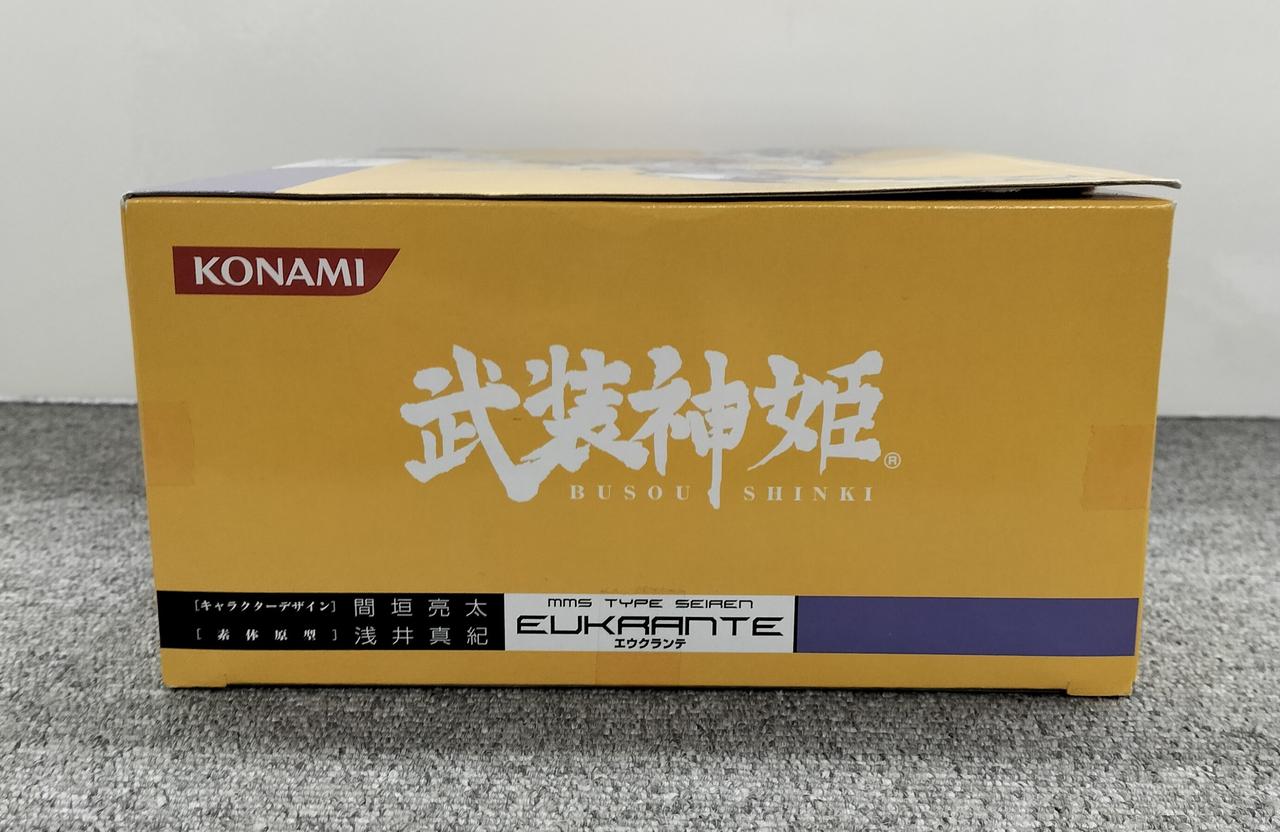 KONAMI
武装神姫®
BUSOU SHINKI
[キャラクターデザイン] 間垣亮太
[素体原型] 浅井真紀
MMS TYPE SEIREN
EUKRANTE
エウクランテ